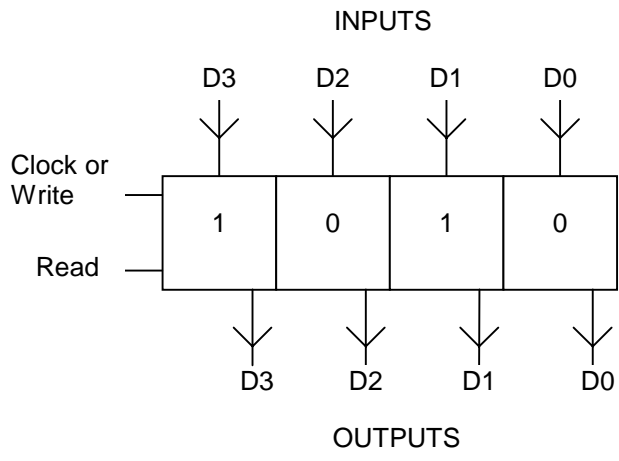 INPUTS
D3 D2 D1 D0
Clock or
Write
1 0 1 0
Read
D3 D2 D1 D0
OUTPUTS